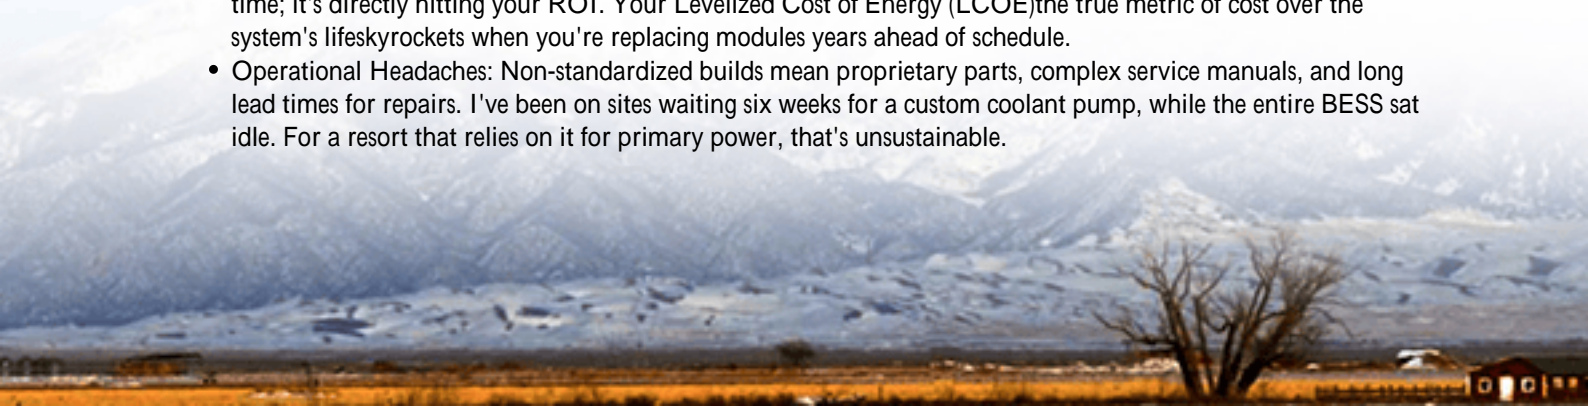 time; it's directly hitting your ROI. Your Levelized Cost of Energy (LCOE)the true metric of cost over the
system's lifeskyrockets when you're replacing modules years ahead of schedule.
• Operational Headaches: Non-standardized builds mean proprietary parts, complex service manuals, and long
lead times for repairs. I've been on sites waiting six weeks for a custom coolant pump, while the entire BESS sat
idle. For a resort that relies on it for primary power, that's unsustainable.